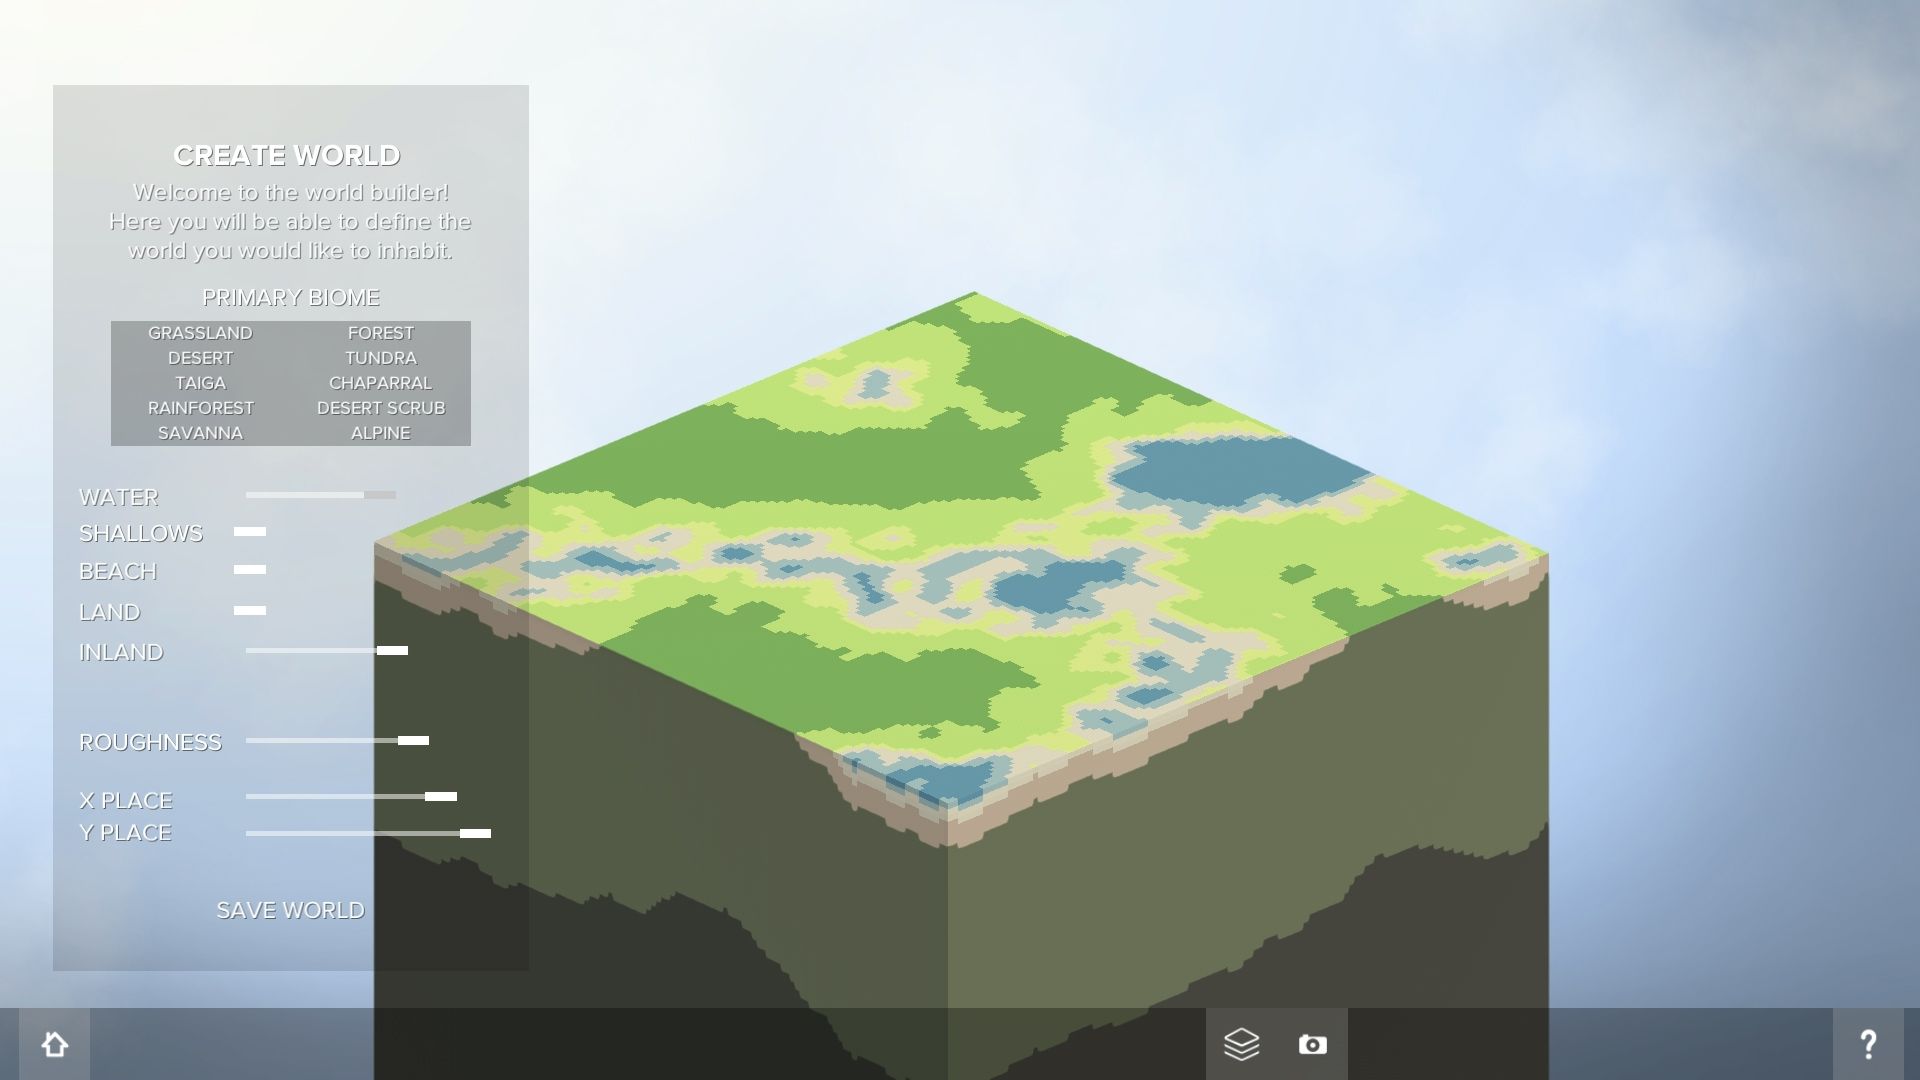 CREATE WORLD
Welcome to the world builder!
Here you will be able to define the
world you would like to inhabit.
PRIMARY BIOME
GRASSLAND FOREST
DESERT TUNDRA
TAIGA CHAPARRAL
RAINFOREST DESERT SCRUB
SAVANNA ALPINE
WATER
SHALLOWS
BEACH
LAND
INLAND
ROUGHNESS
X PLACE
Y PLACE
SAVE WORLD
?